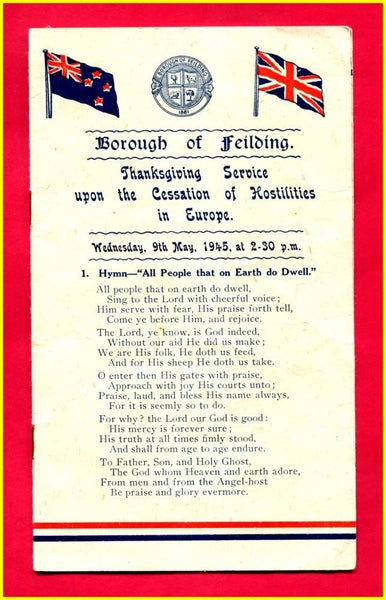 BOROUGH OF FEILDING
1881
Borough of Feilding.
Thanksgiving Service
upon the Cessation of Hostilities
in Europe.
Wednesday, 9th May, 1945, at 2-30 p.m.
1. Hymn—"All People that on Earth do Dwell."
All people that on earth do dwell,
Sing to the Lord with cheerful voice;
Him serve with fear, His praise forth tell,
Come ye before Him, and rejoice.
The Lord, ye know, is God indeed,
Without our aid He did us make;
We are His folk, He doth us feed,
And for His sheep He doth us take.
O enter then His gates with praise,
Approach with joy His courts unto;
Praise, laud, and bless His name always,
For it is seemly so to do.
For why? the Lord our God is good:
His mercy is forever sure;
His truth at all times fimly stood,
And shall from age to age endure.
To Father, Son, and Holy Ghost,
The God whom Heaven and earth adore,
From men and from the Angel-host
Be praise and glory evermore.